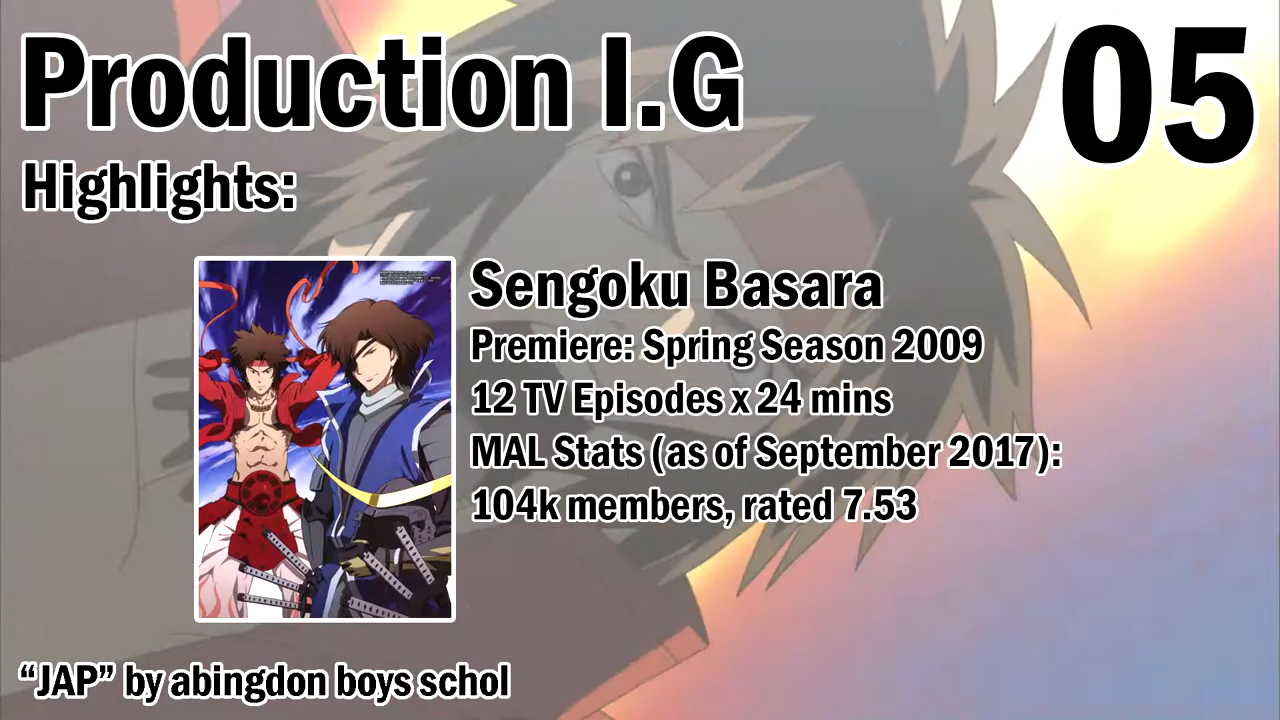 Production I.G
05
Highlights:
Sengoku Basara
Premiere: Spring Season 2009
12 TV Episodes x 24 mins
MAL Stats (as of September 2017):
104k members, rated 7.53
“JAP” by abingdon boys schol